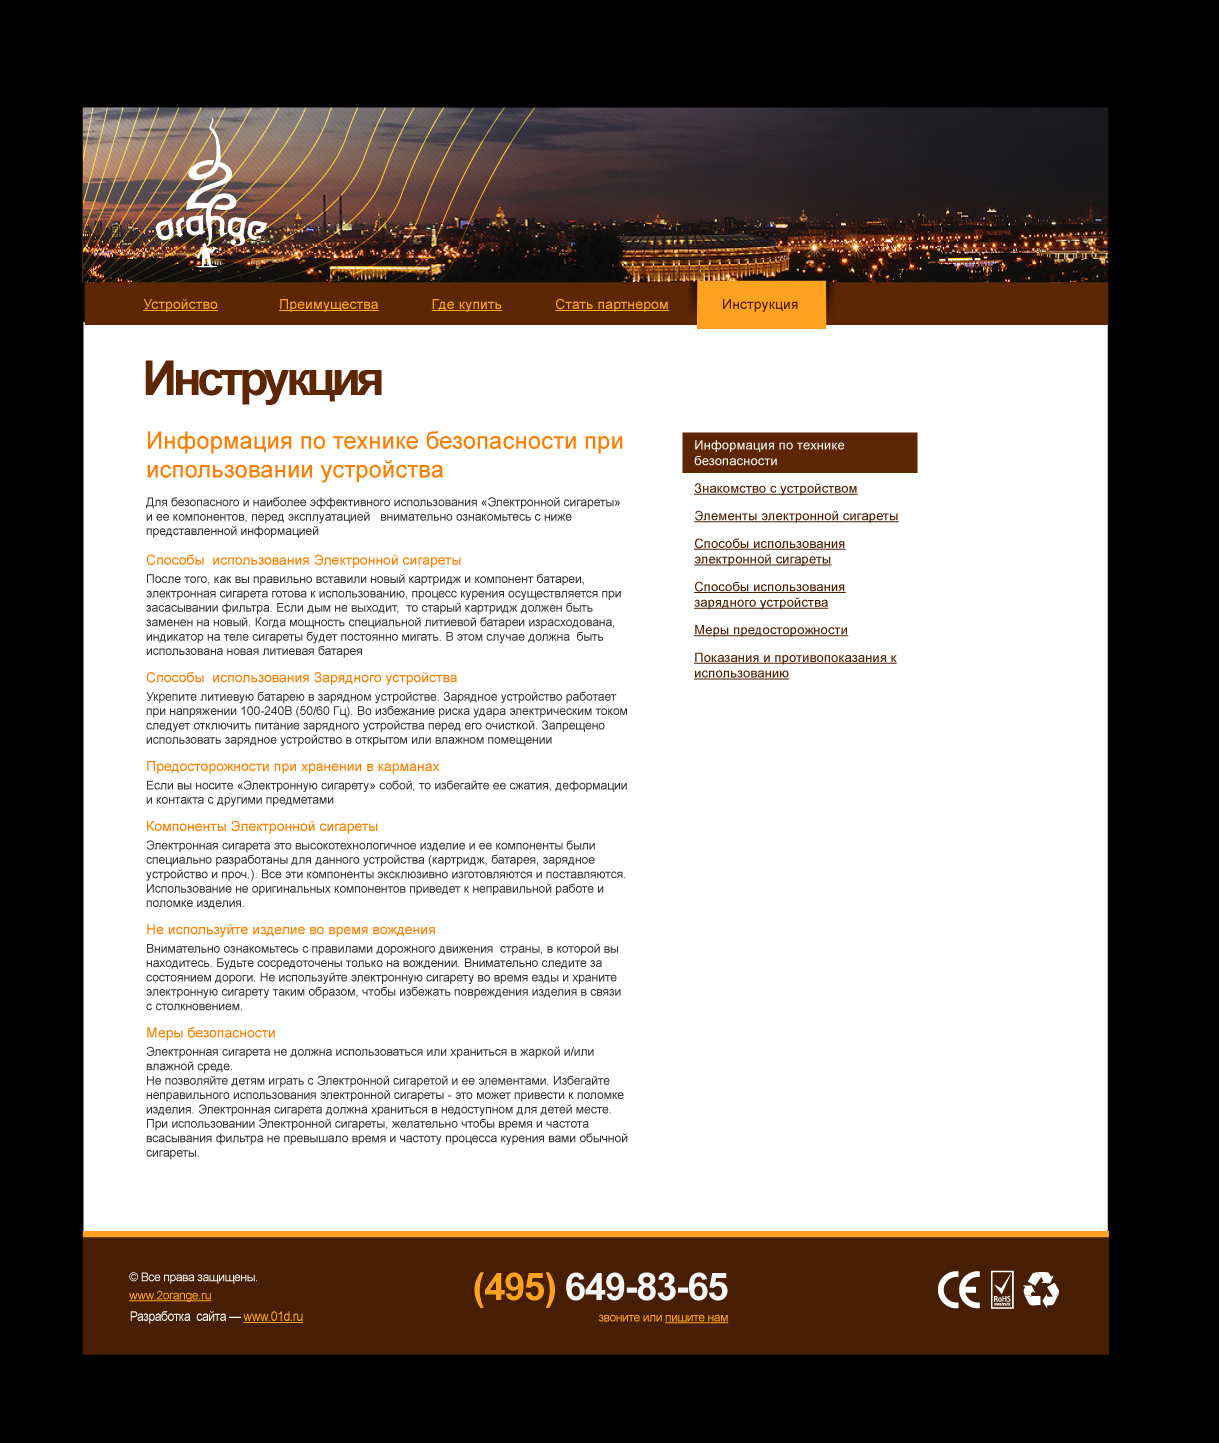 orange
Устройство
Преимущества
Где купить
Стать партнером
Инструкция
Инструкция
Информация по технике безопасности при
использовании устройства
Для безопасного и наиболее эффективного использования «Электронной сигареты»
и ее компонентов, перед эксплуатацией внимательно ознакомьтесь с ниже
представленной информацией
Способы использования Электронной сигареты
После того, как вы правильно вставили новый картридж и компонент батареи,
электронная сигарета готова к использованию, процесс курения осуществляется при
засасывании фильтра. Если дым не выходит, то старый картридж должен быть
заменен на новый. Когда мощность специальной литиевой батареи израсходована,
индикатор на теле сигареты будет постоянно мигать. В этом случае должна быть
использована новая литиевая батарея
Способы использования Зарядного устройства
Укрепите литиевую батарею в зарядном устройстве. Зарядное устройство работает
при напряжении 100-240В (50/60 Гц). Во избежание риска удара электрическим током
следует отключить питание зарядного устройства перед его очисткой. Запрещено
использовать зарядное устройство в открытом или влажном помещении
Предосторожности при хранении в карманах
Если вы носите «Электронную сигарету» собой, то избегайте ее сжатия, деформации
и контакта с другими предметами
Компоненты Электронной сигареты
Электронная сигарета это высокотехнологичное изделие и ее компоненты были
специально разработаны для данного устройства (картридж, батарея, зарядное
устройство и проч.). Все эти компоненты эксклюзивно изготовляются и поставляются.
Использование не оригинальных компонентов приведет к неправильной работе и
поломке изделия.
Не используйте изделие во время вождения
Внимательно ознакомьтесь с правилами дорожного движения страны, в которой вы
находитесь. Будьте сосредоточены только на вождении. Внимательно следите за
состоянием дороги. Не используйте электронную сигарету во время езды и храните
электронную сигарету таким образом, чтобы избежать повреждения изделия в связи
с столкновением.
Меры безопасности
Электронная сигарета не должна использоваться или храниться в жаркой и/или
влажной среде.
Не позволяйте детям играть с Электронной сигаретой и ее элементами. Избегайте
неправильного использования электронной сигареты - это может привести к поломке
изделия. Электронная сигарета должна храниться в недоступном для детей месте.
При использовании Электронной сигареты, желательно чтобы время и частота
всасывания фильтра не превышало время и частоту процесса курения вами обычной
сигареты.
Информация по технике
безопасности
Знакомство с устройством
Элементы электронной сигареты
Способы использования
электронной сигареты
Способы использования
зарядного устройства
Меры предосторожности
Показания и противопоказания к
использованию
© Все права защищены.
www.2orange.ru
Разработка сайта — www.01d.ru
(495) 649-83-65
звоните или пишите нам
CE
RoHS